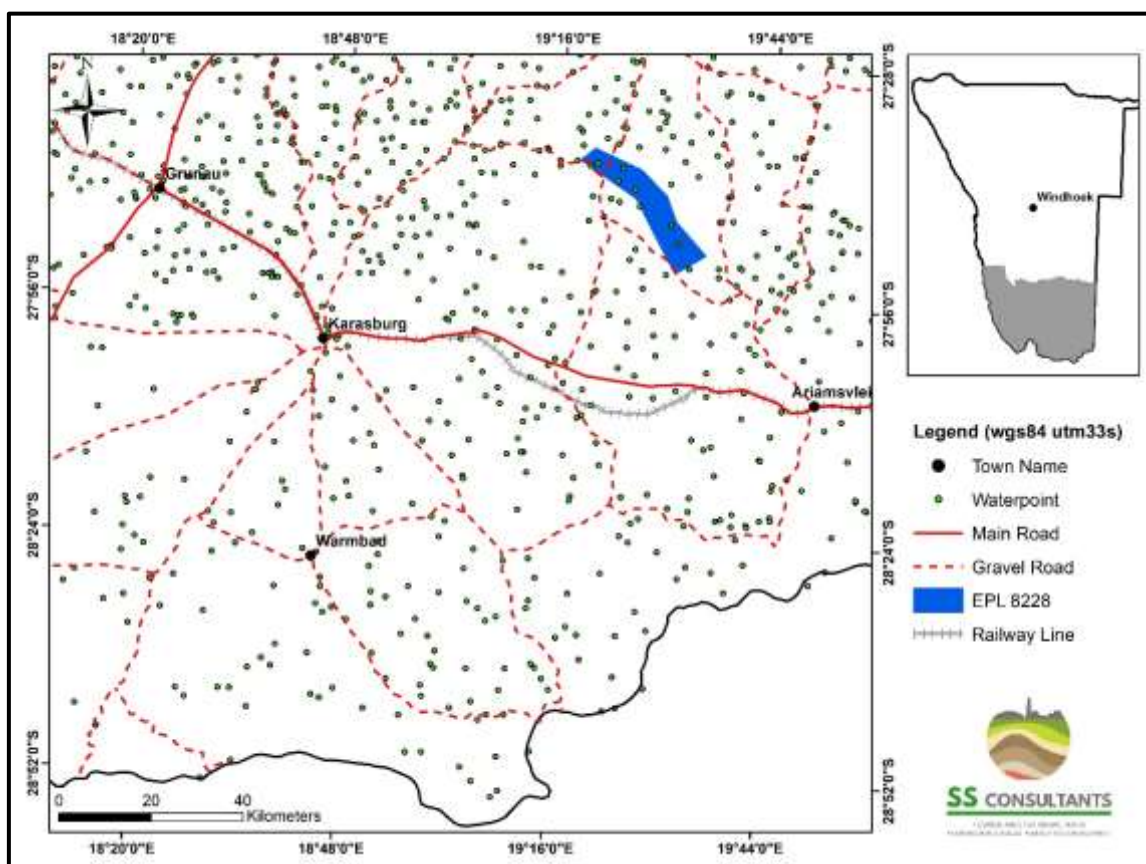 18°20'0"E
18°48'0"E
19°16'0"E
19°44'0"E
N
27°28'0"S
Grunau
Windhoek
27°56'0"S
27°56'0"S
Karasburg
Ariamsvlei
Legend (wgs84 utm33s)
Town Name
Waterpoint
28°24'0"S
Main Road
Warmbad
28°24'0"S
Gravel Road
EPL 8228
Railway Line
28°52'0"S
28°52'0"S
0 20 40
Kilometers
SS CONSULTANTS
18°20'0"E
18°48'0"E
19°16'0"E
19°44'0"E